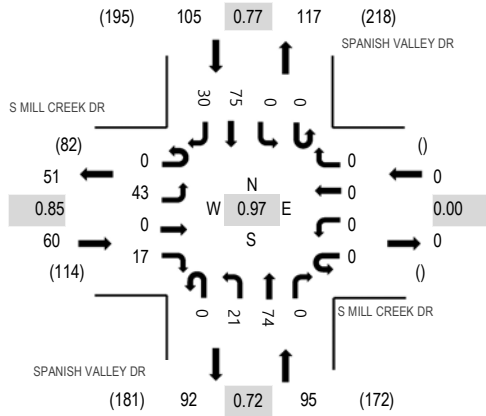 (195) 105 0.77 117 (218)
SPANISH VALLEY DR
30 75 0 0
S MILL CREEK DR
(82) 0 0 ()
51 43 N 0 0
0.85 W 0.97 E 0.00
60 0 S 0 0
(114) 17 0 ()
0 21 74 0
S MILL CREEK DR
SPANISH VALLEY DR
(181) 92 0.72 95 (172)